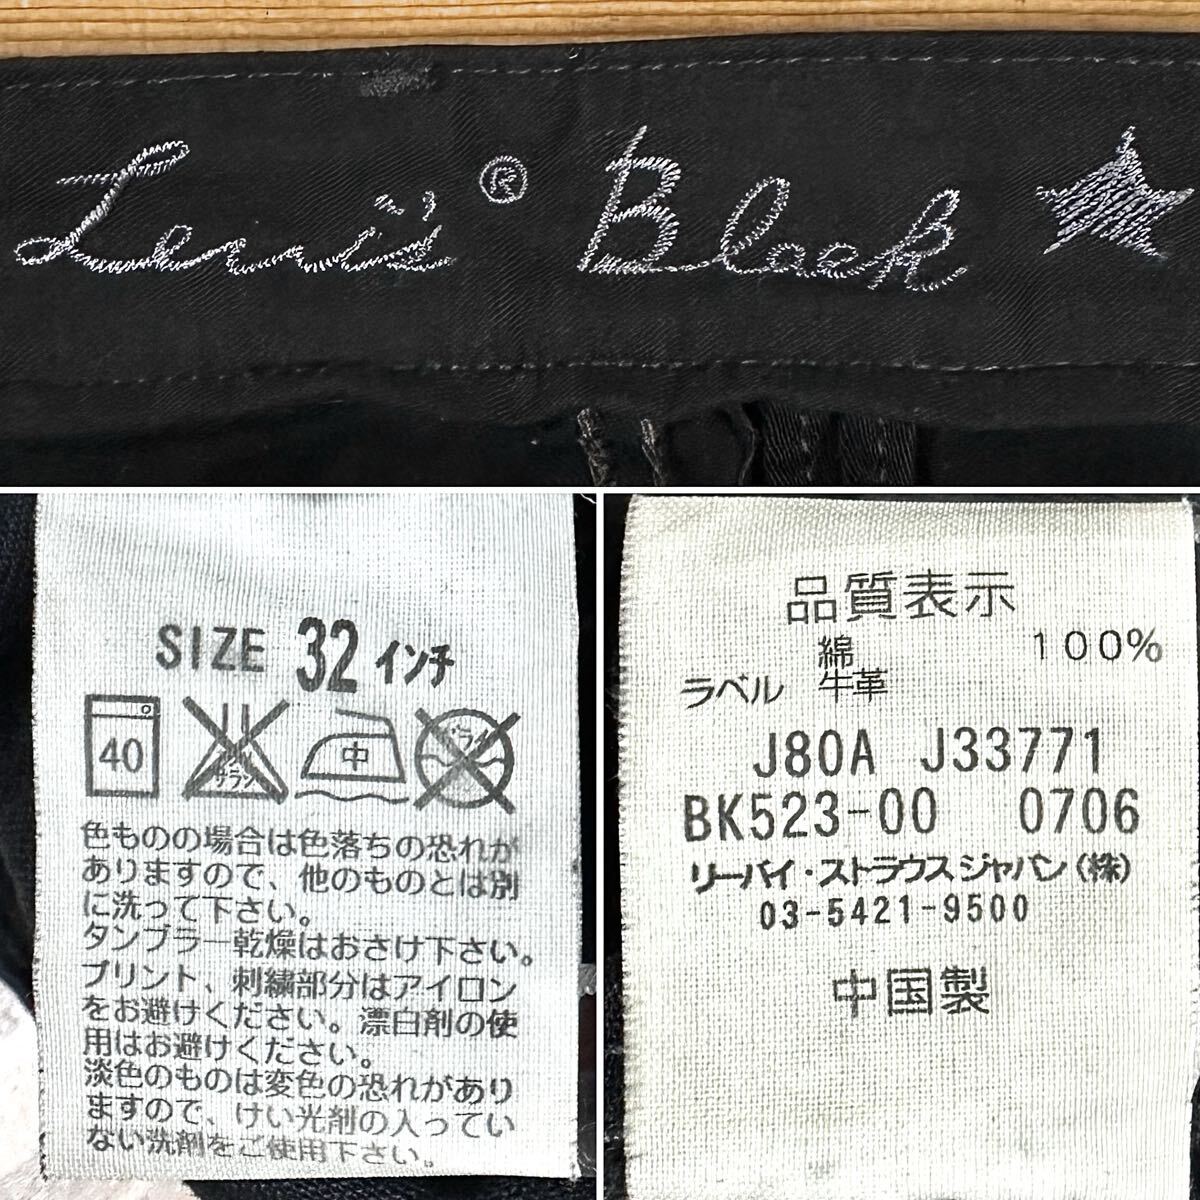 Levi's® Black
SIZE 32インチ
40 中 ドライ
サラシ
色ものの場合は色落ちの恐れが
ありますので、他のものとは別
に洗って下さい。
タンブラー乾燥はおさけ下さい。
プリント、刺繍部分はアイロン
をお避けください。漂白剤の使
用はお避けください。
淡色のものは変色の恐れがあり
ますので、けい光剤の入ってい
ない洗剤をご使用下さい。
品質表示
綿 100%
ラベル 牛革
J80A J33771
BK523-00 0706
リーバイ・ストラウスジャパン(株)
03-5421-9500
中国製